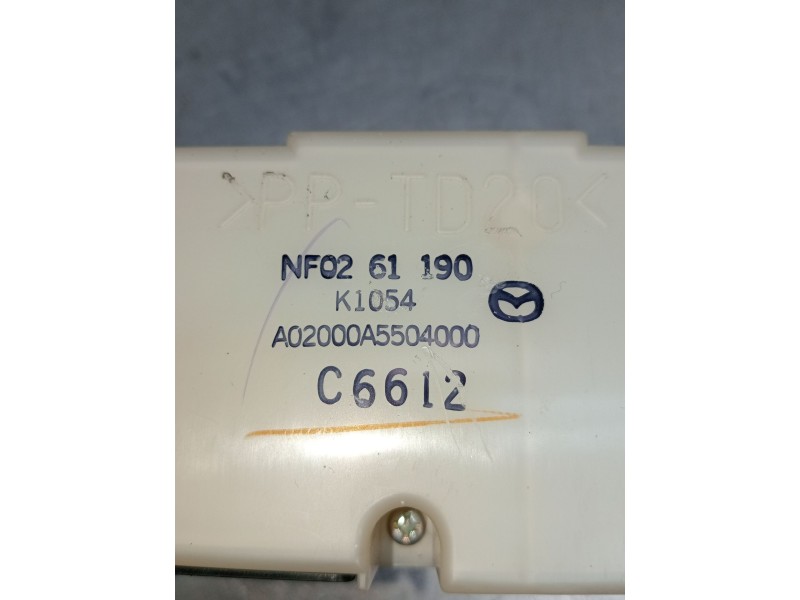 >PP-TD20<
NF02 61 190
K1054
A02000A5504000
C6612